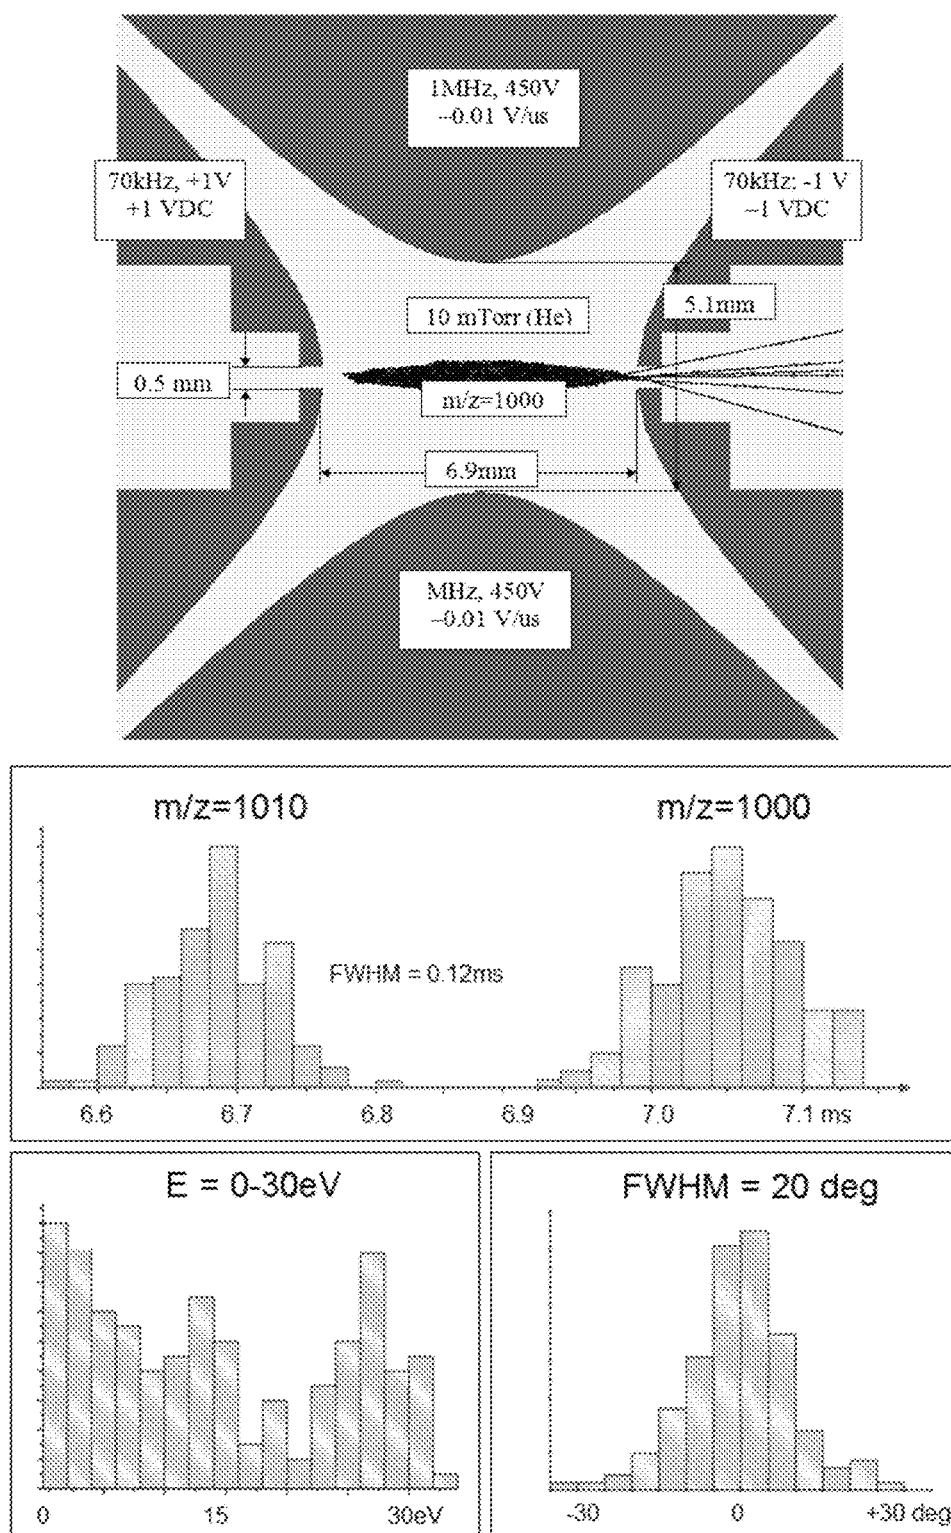 1MHz, 450V
–0.01 V/us
70kHz, +1V
+1 VDC
70kHz: -1 V
–1 VDC
5.1mm
10 mTorr (He)
0.5 mm
m/z=1000
6.9mm
MHz, 450V
–0.01 V/us
m/z=1010
m/z=1000
FWHM = 0.12ms
6.6
6.7
6.8
6.9
7.0
7.1 ms
E = 0-30eV
0
15
30eV
FWHM = 20 deg
-30
0
+30 deg